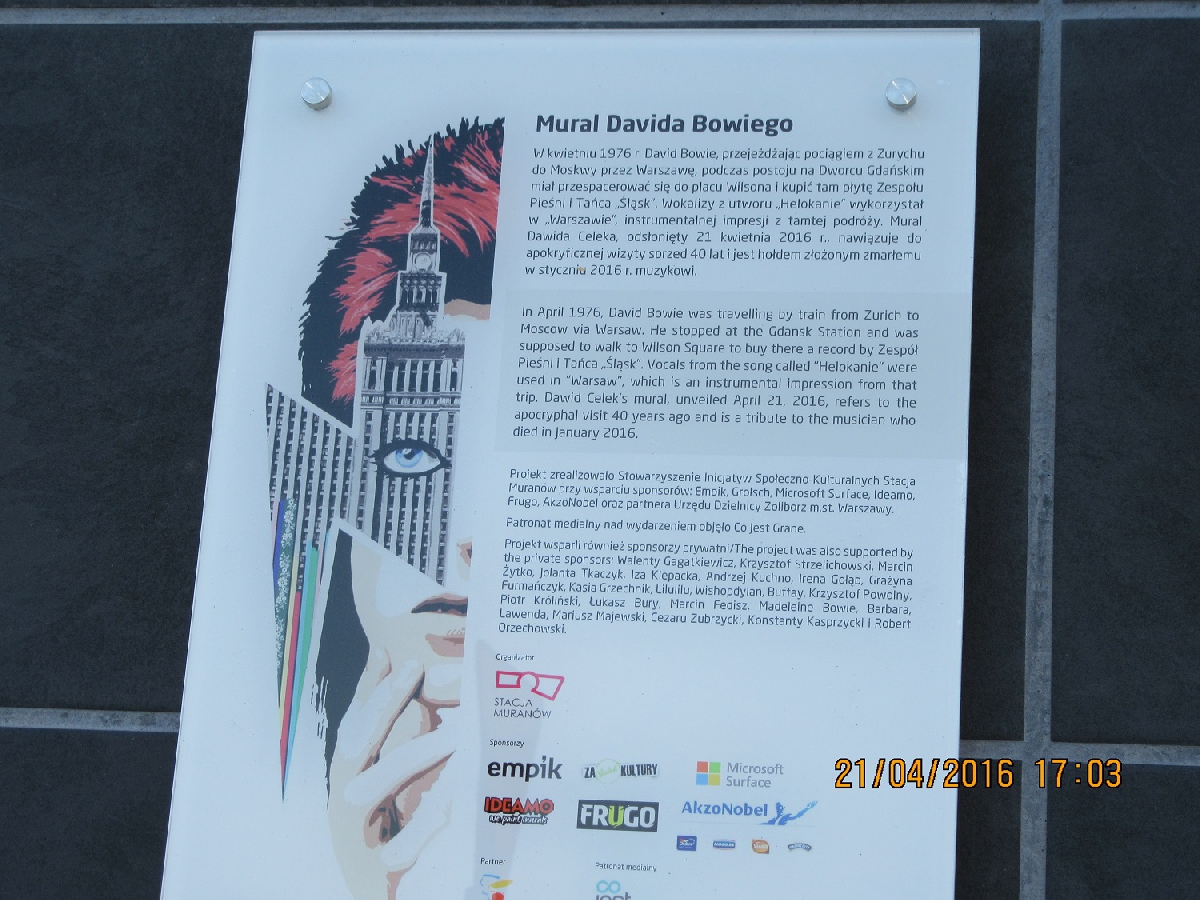 Mural Davida Bowiego
W kwietniu 1976 r. David Bowie, przejeżdżając pociągiem z Zurychu
do Moskwy przez Warszawę, podczas postoju na Dworcu Gdańskim
miał przespacerować się do placu Wilsona i kupić tam płytę Zespołu
Pieśni i Tańca „Śląsk”. Wokalizy z utworu „Helokanie” wykorzystał
w „Warszawie”, instrumentalnej impresji z tamtej podróży. Mural
Dawida Celeka, odsłonięty 21 kwietnia 2016 r., nawiązuje do
apokryficznej wizyty sprzed 40 lat i jest hołdem złożonym zmarłemu
w styczniu 2016 r. muzykowi.
In April 1976, David Bowie was travelling by train from Zurich to
Moscow via Warsaw. He stopped at the Gdansk Station and was
supposed to walk to Wilson Square to buy there a record by Zespół
Pieśni i Tańca „Śląsk”. Vocals from the song called “Helokanie” were
used in “Warsaw”, which is an instrumental impression from that
trip. Dawid Celek's mural, unveiled April 21, 2016, refers to the
apocryphal visit 40 years ago and is a tribute to the musician who
died in January 2016.
Projekt zrealizowało Stowarzyszenie Inicjatyw Społeczno Kulturalnych Stacja
Muranów przy wsparciu sponsorów: Empik, Grolsch, Microsoft Surface, Ideamo,
Frugo, AkzoNobel oraz partnera Urzędu Dzielnicy Żoliborz m.st. Warszawy.
Patronat medialny nad wydarzeniem objęło Co Jest Grane.
Projekt wsparli również sponsorzy prywatni/The project was also supported by
the private sponsors: Walenty Gagatkiewicz, Krzysztof Strzelichowski, Marcin
Żytko, Jolanta Tkaczyk, Iza Klepacka, Andrzej Kuchno, Irena Gołąb, Grażyna
Furmańczyk, Kasia Grzechnik, Lilulilu, wishbobdylan, Buffay, Krzysztof Powolny,
Piotr Króliński, Łukasz Bury, Marcin Fedisz, Madeleine Bowie, Barbara,
Lawenda, Mariusz Majewski, Cezary Zubrzycki, Konstanty Kasprzycki i Robert
Orzechowski.
Organizator
STACJA
MURANÓW
Sponsorzy
empik
ZA KULTURY
Microsoft
Surface
IDEAMO
we paint
FRUGO
AkzoNobel
Partner
Patronat medialny
co
21/04/2016 17:03